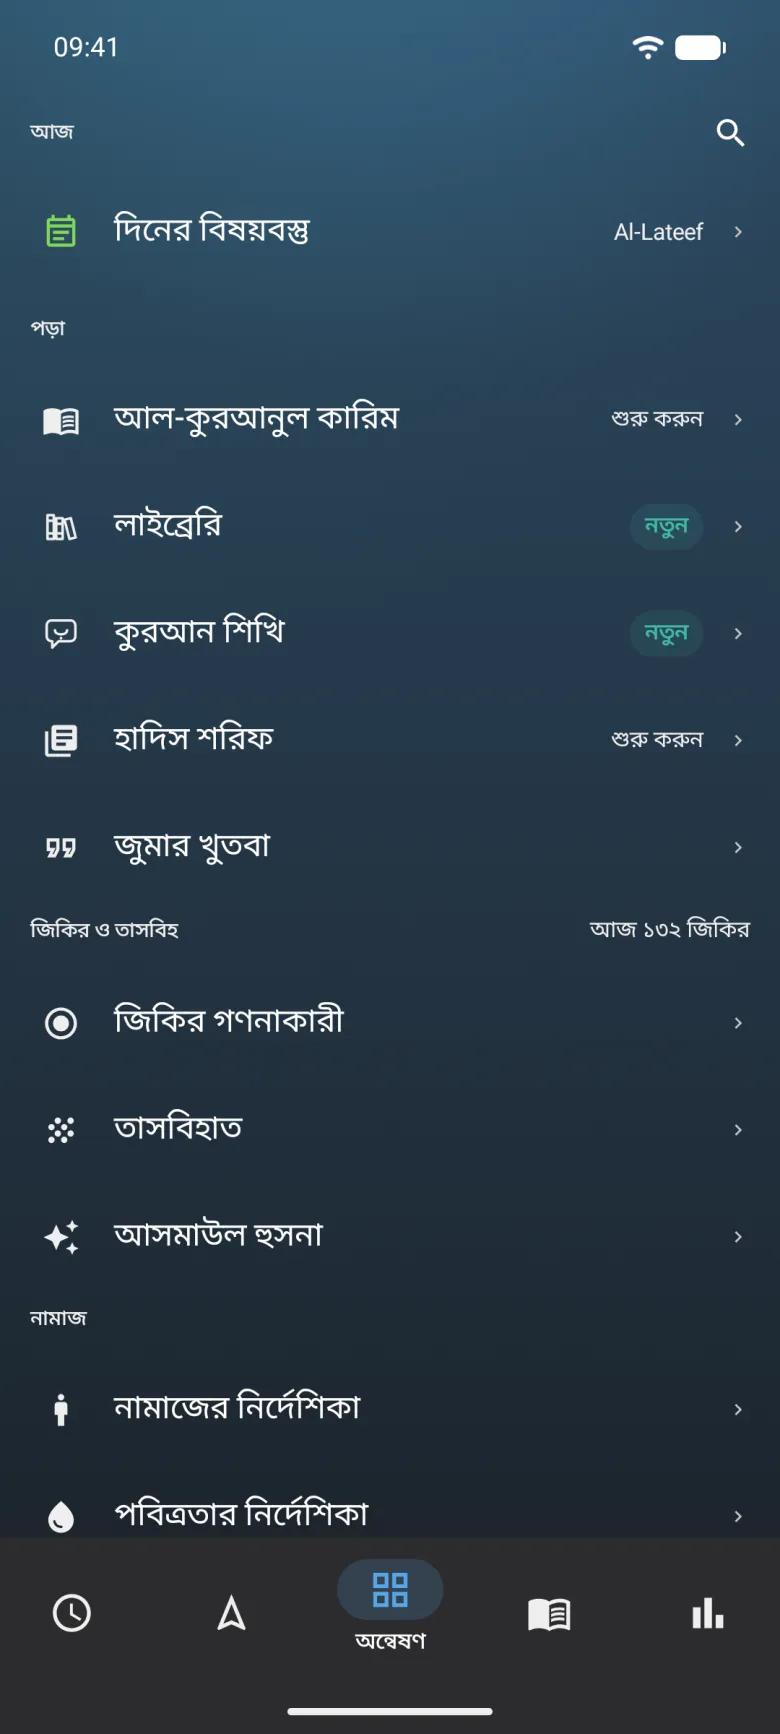 09:41
আজ
দিনের বিষয়বস্তু Al-Lateef
পড়া
আল-কুরআনুল কারিম শুরু করুন
লাইব্রেরি নতুন
কুরআন শিখি নতুন
হাদিস শরিফ শুরু করুন
জুমার খুতবা
জিকির ও তাসবিহ আজ ১৩২ জিকির
জিকির গণনাকারী
তাসবিহাত
আসমাউল হুসনা
নামাজ
নামাজের নির্দেশিকা
পবিত্রতার নির্দেশিকা
অন্বেষণ